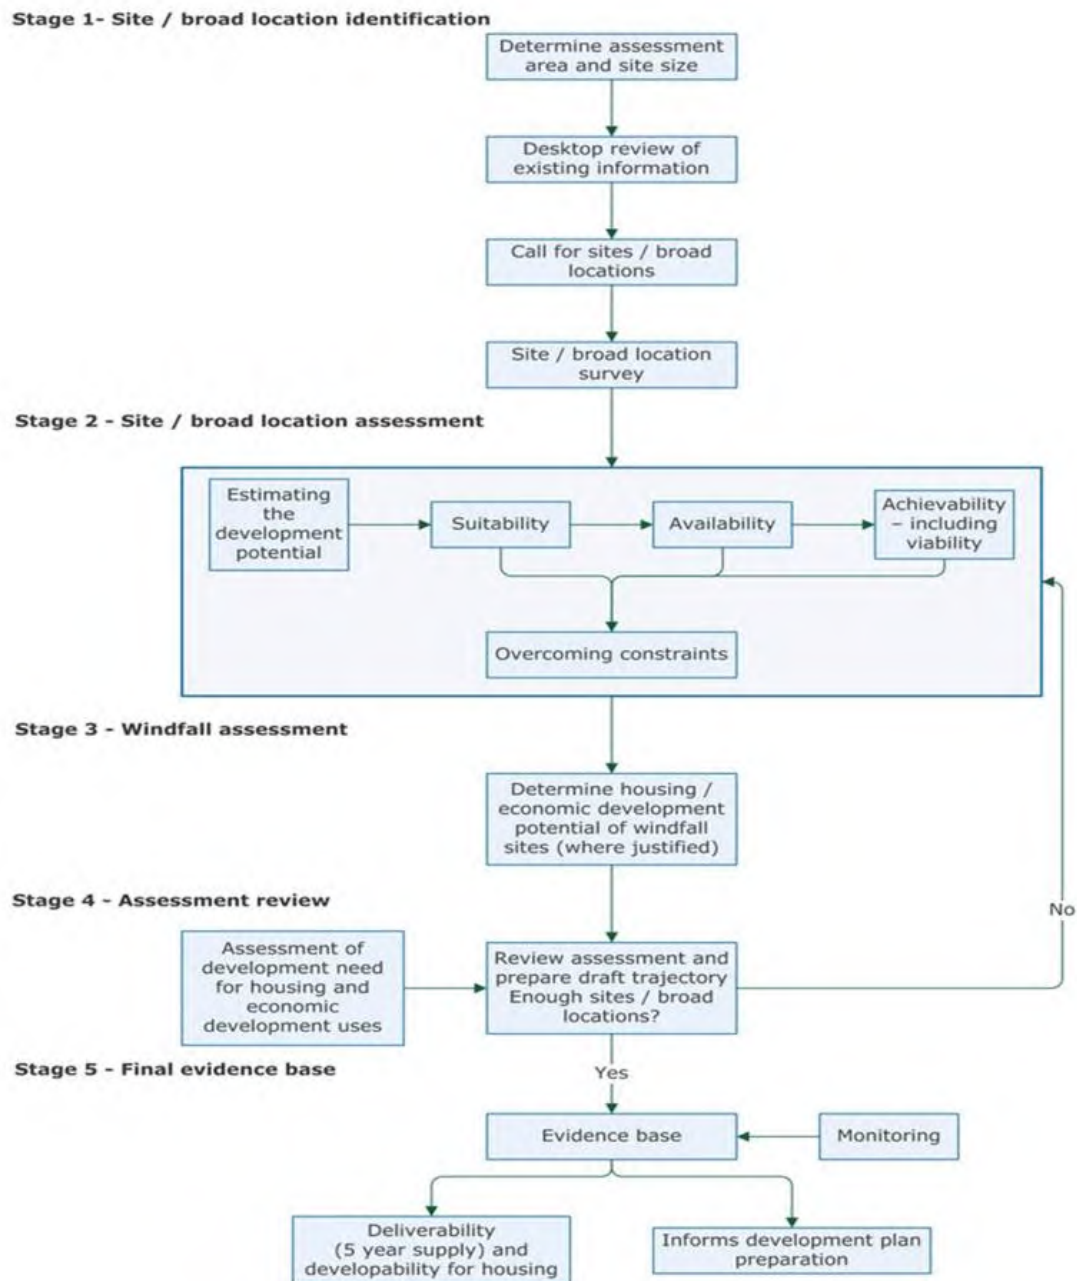 Stage 1- Site / broad location identification
Determine assessment
area and site size
Desktop review of
existing information
Call for sites / broad
locations
Site / broad location
survey
Stage 2 - Site / broad location assessment
Estimating
the
development
potential
Suitability
Availability
Achievability
– including
viability
Overcoming constraints
Stage 3 - Windfall assessment
Determine housing /
economic development
potential of windfall
sites (where justified)
Stage 4 - Assessment review
No
Assessment of
development need
for housing and
economic
development uses
Review assessment and
prepare draft trajectory
Enough sites / broad
locations?
Stage 5 - Final evidence base
Yes
Evidence base
Monitoring
Deliverability
(5 year supply) and
developability for housing
Informs development plan
preparation